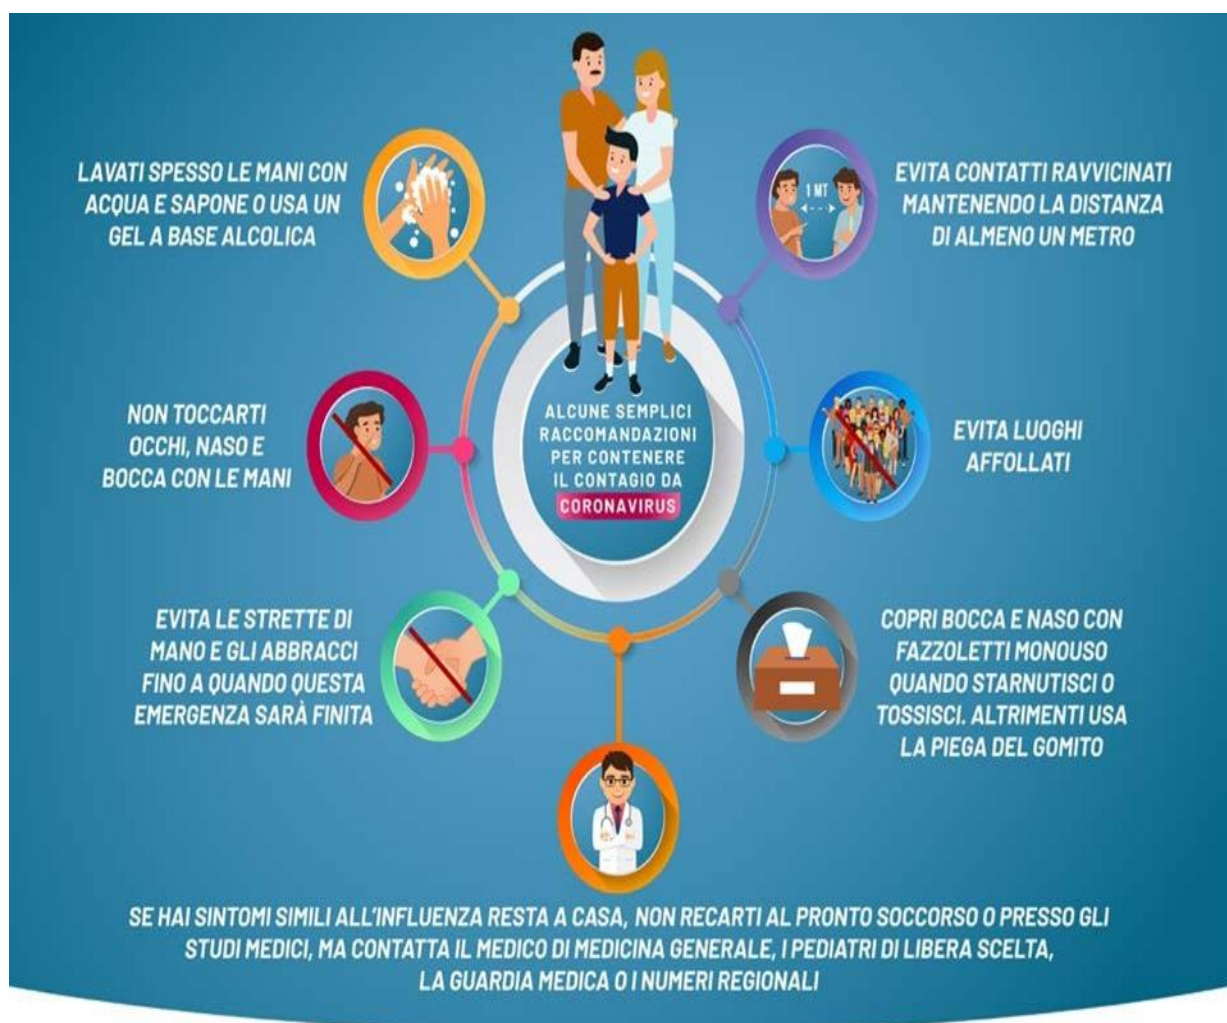 LAVATI SPESSO LE MANI CON
ACQUA E SAPONE O USA UN
GEL A BASE ALCOLICA
1 MT
EVITA CONTATTI RAVVICINATI
MANTENENDO LA DISTANZA
DI ALMENO UN METRO
NON TOCCARTI
OCCHI, NASO E
BOCCA CON LE MANI
ALCUNE SEMPLICI
RACCOMANDAZIONI
PER CONTENERE
IL CONTAGIO DA
CORONAVIRUS
EVITA LUOGHI
AFFOLLATI
EVITA LE STRETTE DI
MANO E GLI ABBRACCI
FINO A QUANDO QUESTA
EMERGENZA SARÀ FINITA
COPRI BOCCA E NASO CON
FAZZOLETTI MONOUSO
QUANDO STARNUTISCI O
TOSSISCI. ALTRIMENTI USA
LA PIEGA DEL GOMITO
SE HAI SINTOMI SIMILI ALL'INFLUENZA RESTA A CASA, NON RECARTI AL PRONTO SOCCORSO O PRESSO GLI
STUDI MEDICI, MA CONTATTA IL MEDICO DI MEDICINA GENERALE, I PEDIATRI DI LIBERA SCELTA,
LA GUARDIA MEDICA O I NUMERI REGIONALI